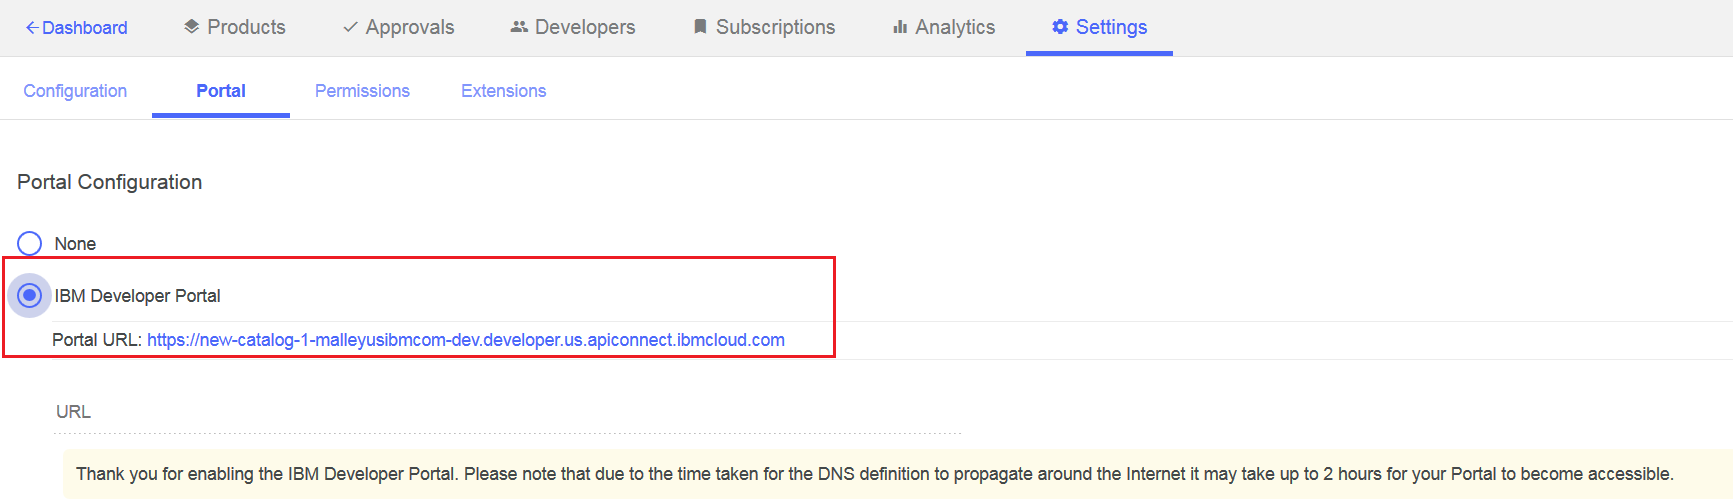 Dashboard Products Approvals Developers Subscriptions Analytics Settings
Configuration Portal Permissions Extensions
Portal Configuration
None
IBM Developer Portal
Portal URL: https://new-catalog-1-malleyusibmcom-dev.developer.us.apiconnect.ibmcloud.com
URL
Thank you for enabling the IBM Developer Portal. Please note that due to the time taken for the DNS definition to propagate around the Internet it may take up to 2 hours for your Portal to become accessible.